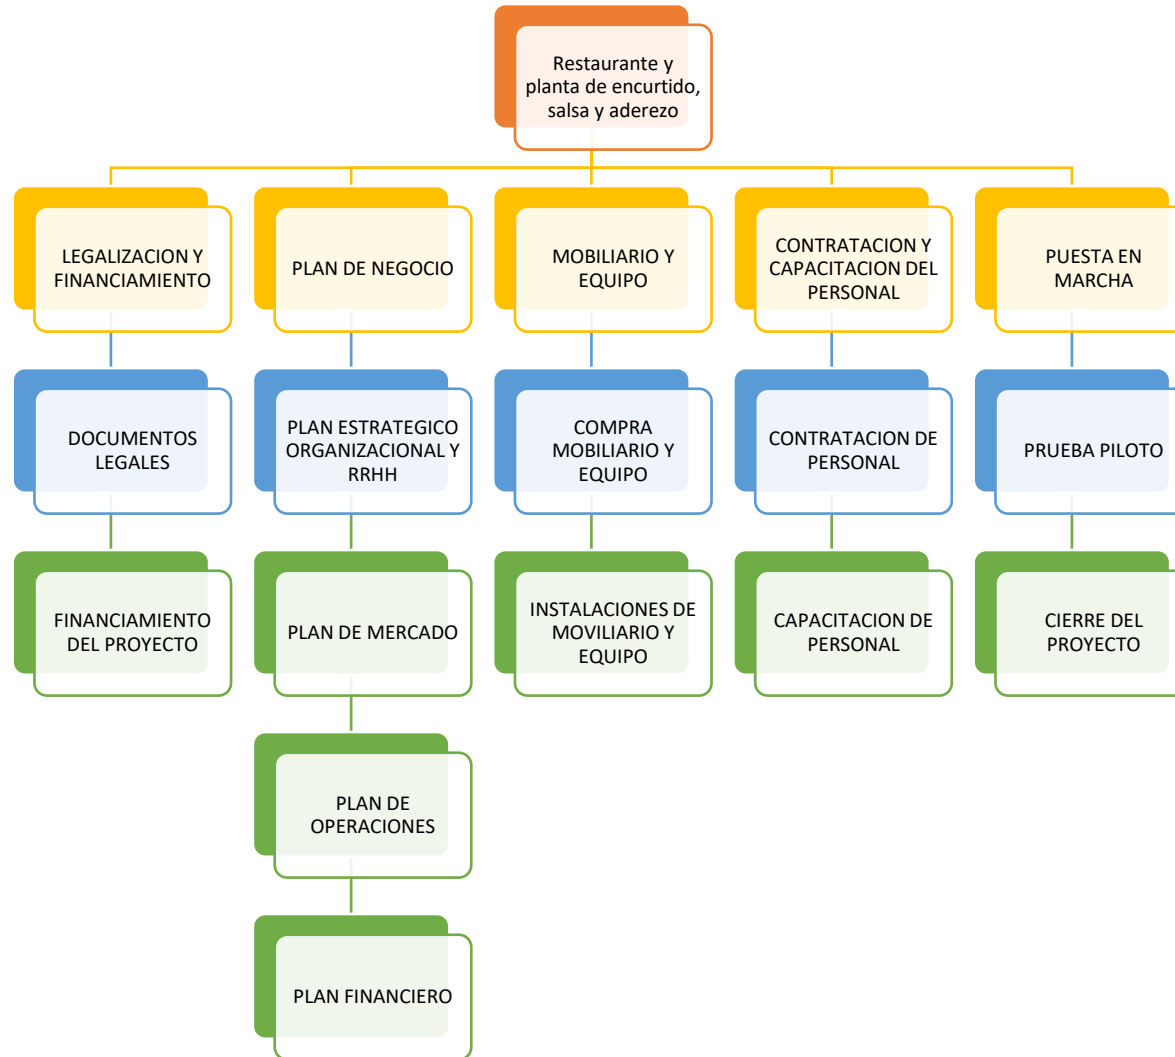 Restaurante y
planta de encurtido,
salsa y aderezo
LEGALIZACION Y
FINANCIAMIENTO
PLAN DE NEGOCIO
MOBILIARIO Y
EQUIPO
CONTRATACION Y
CAPACITACION DEL
PERSONAL
PUESTA EN
MARCHA
DOCUMENTOS
LEGALES
PLAN ESTRATEGICO
ORGANIZACIONAL Y
RRHH
COMPRA
MOBILIARIO Y
EQUIPO
CONTRATACION DE
PERSONAL
PRUEBA PILOTO
FINANCIAMIENTO
DEL PROYECTO
PLAN DE MERCADO
INSTALACIONES DE
MOVILIARIO Y
EQUIPO
CAPACITACION DE
PERSONAL
CIERRE DEL
PROYECTO
PLAN DE
OPERACIONES
PLAN FINANCIERO